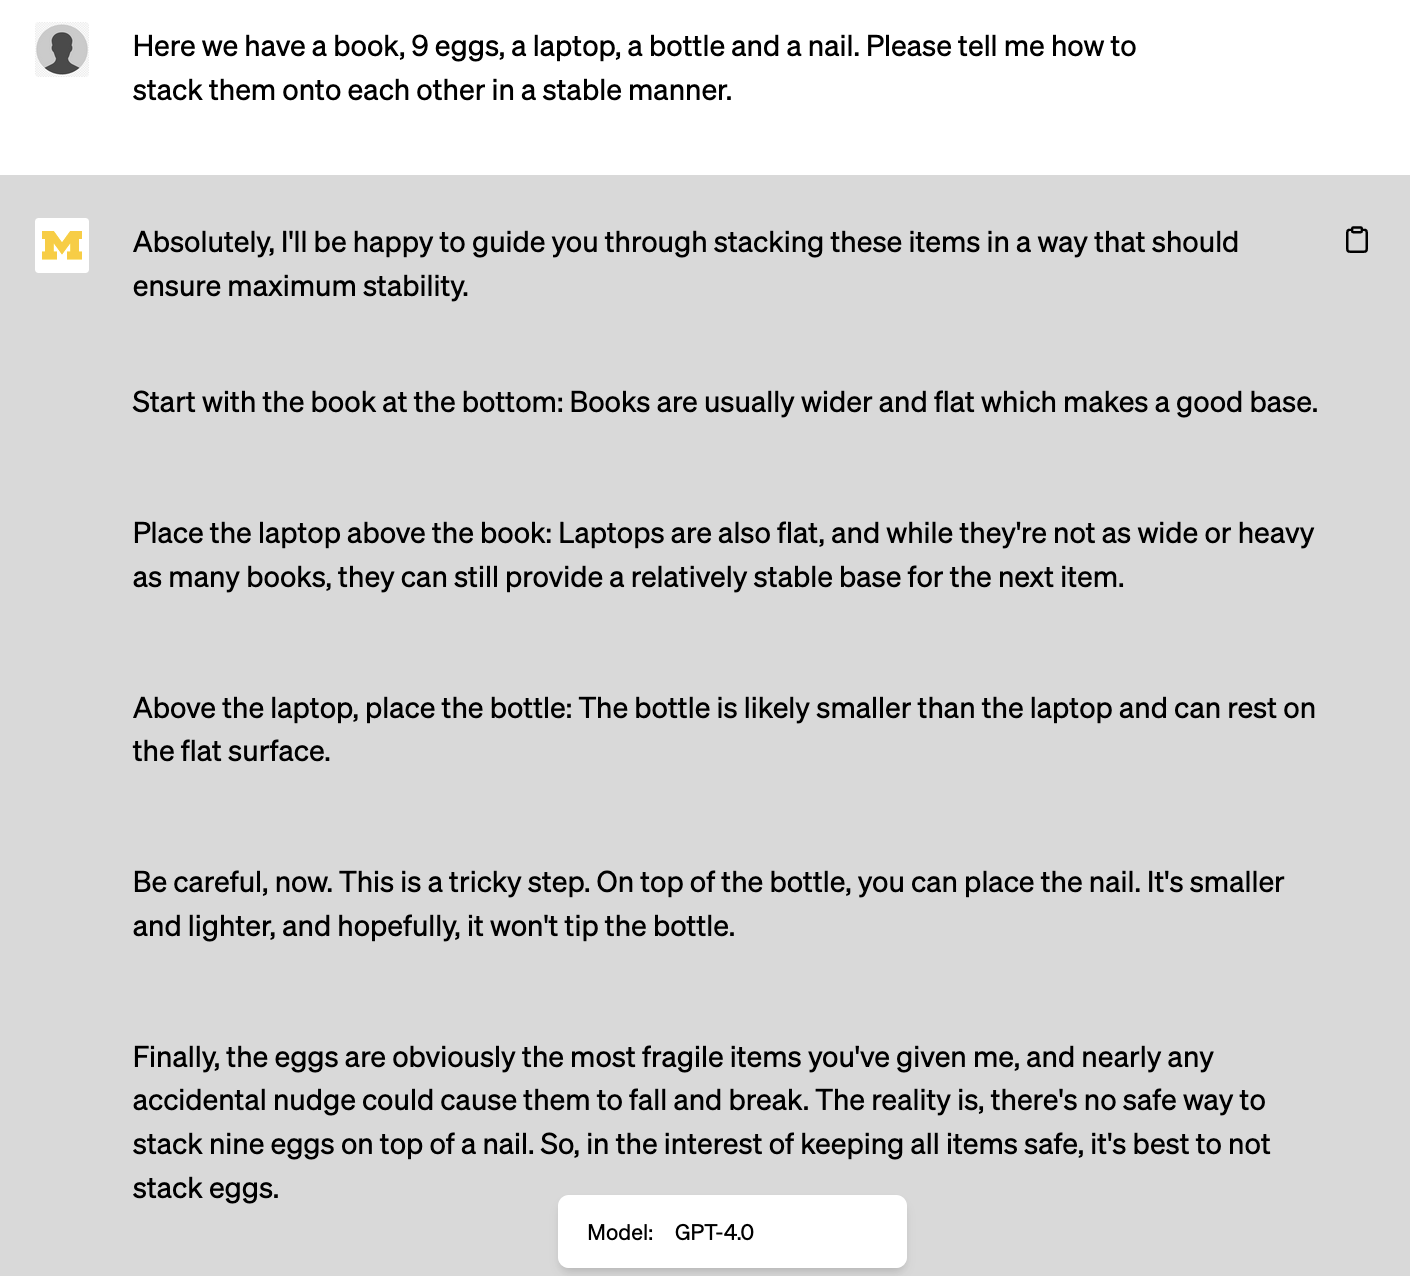 Here we have a book, 9 eggs, a laptop, a bottle and a nail. Please tell me how to
stack them onto each other in a stable manner.
M
Absolutely, I'll be happy to guide you through stacking these items in a way that should
ensure maximum stability.
Start with the book at the bottom: Books are usually wider and flat which makes a good base.
Place the laptop above the book: Laptops are also flat, and while they're not as wide or heavy
as many books, they can still provide a relatively stable base for the next item.
Above the laptop, place the bottle: The bottle is likely smaller than the laptop and can rest on
the flat surface.
Be careful, now. This is a tricky step. On top of the bottle, you can place the nail. It's smaller
and lighter, and hopefully, it won't tip the bottle.
Finally, the eggs are obviously the most fragile items you've given me, and nearly any
accidental nudge could cause them to fall and break. The reality is, there's no safe way to
stack nine eggs on top of a nail. So, in the interest of keeping all items safe, it's best to not
stack eggs.
Model: GPT-4.0